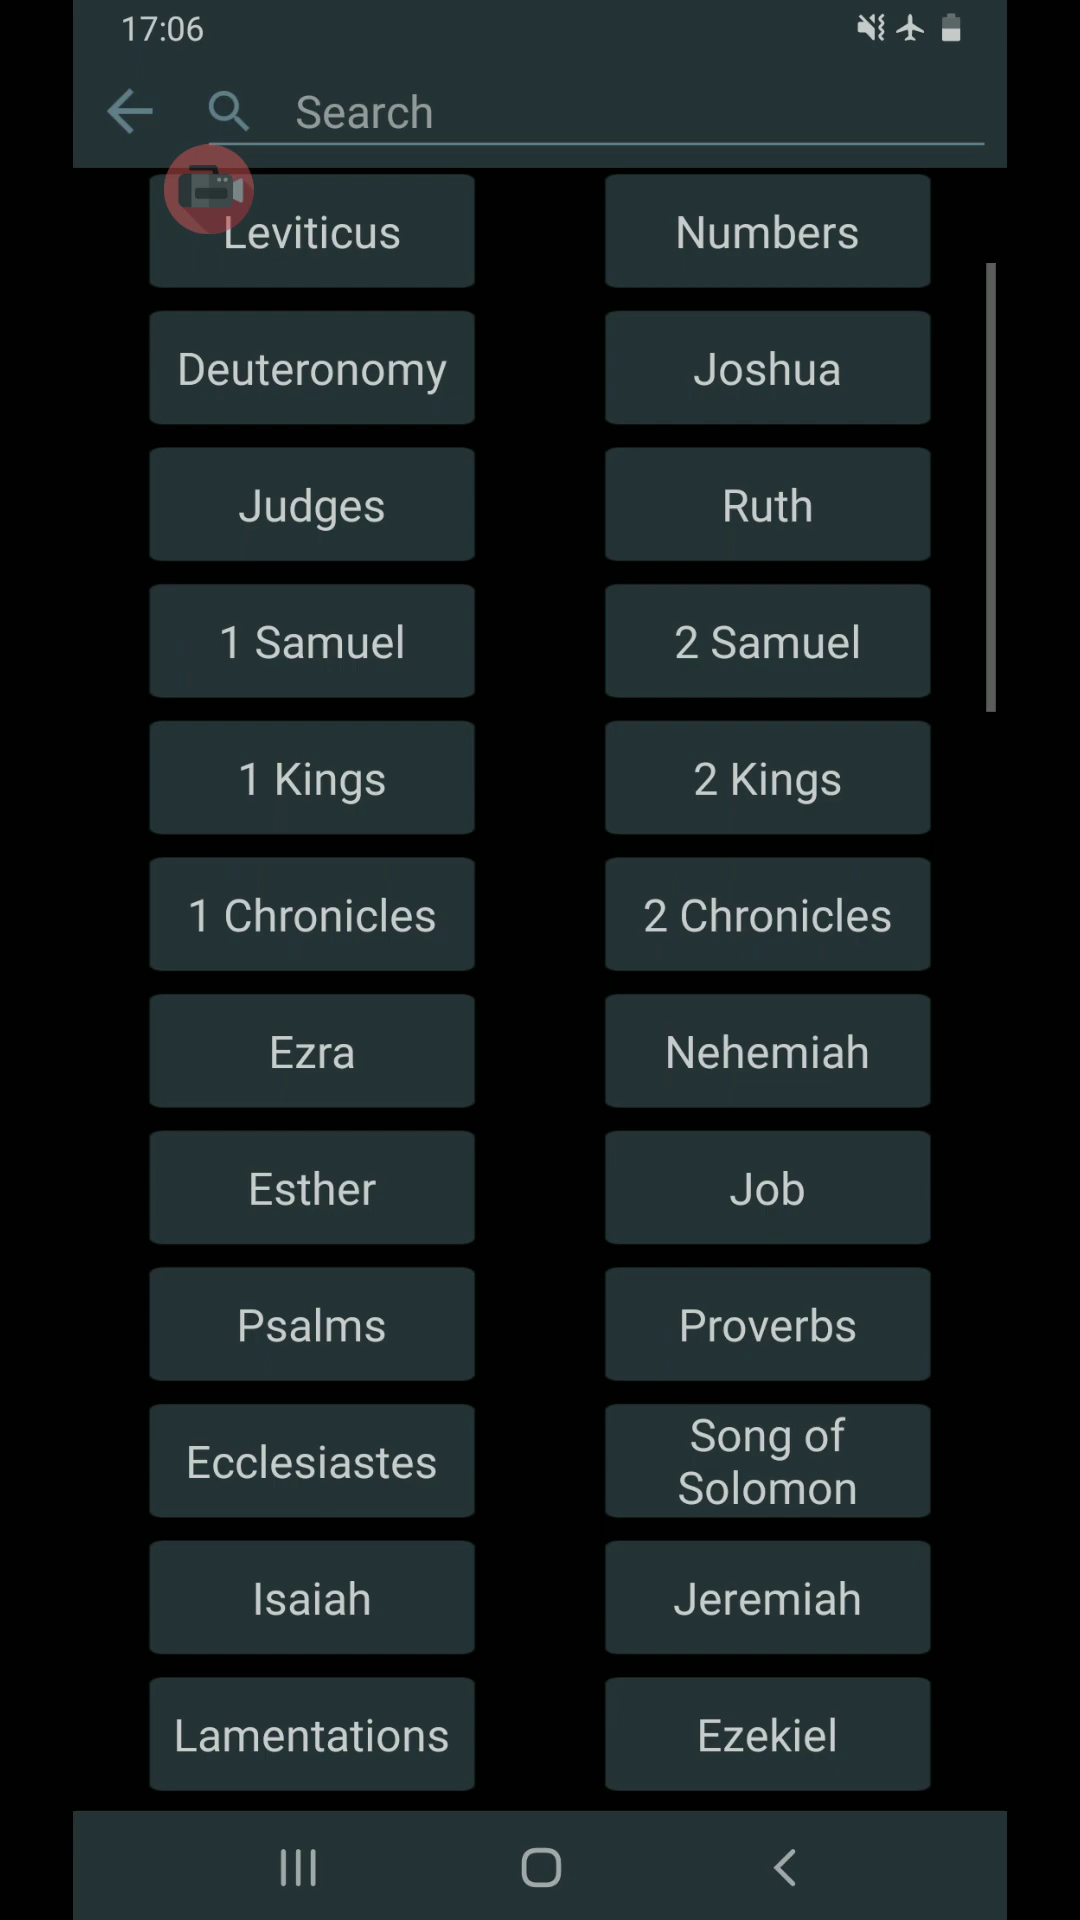 17:06
Search
Leviticus
Numbers
Deuteronomy
Joshua
Judges
Ruth
1 Samuel
2 Samuel
1 Kings
2 Kings
1 Chronicles
2 Chronicles
Ezra
Nehemiah
Esther
Job
Psalms
Proverbs
Ecclesiastes
Song of
Solomon
Isaiah
Jeremiah
Lamentations
Ezekiel